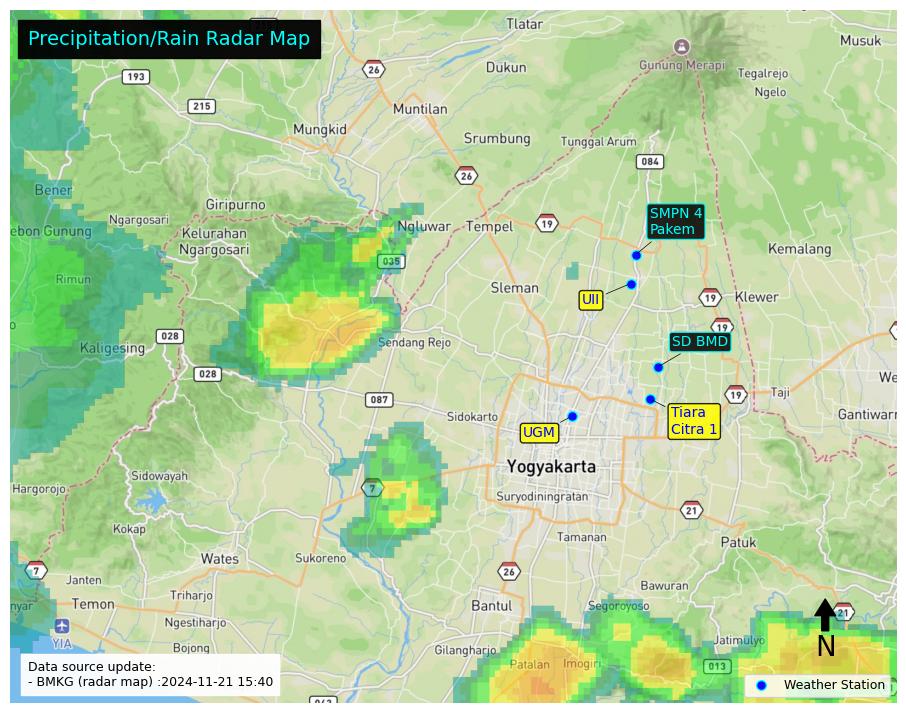 Precipitation/Rain Radar Map
Tlatar
Musuk
26
Dukun
Gunung Merapi
Tegalrejo
193
Ngelo
215
Muntilan
Mungkid
Srumbung
Tunggal Arum
084
26
Bener
Giripurno
SMPN 4
Pakem
Ngargosari
Ngluwar
Tempel
19
ebon Gunung
Kelurahan
Ngargosari
Kemalang
035
Rimun
Sleman
UII
19
Klewer
19
028
Kaligesing
Sendang Rejo
SD BMD
028
We
087
19
Taji
Sidokarto
Tiara
Citra 1
Gantiwarn
UGM
Yogyakarta
Sidowayah
Hargorojo
7
Suryodiningratan
21
Kokap
Tamanan
Patuk
Wates
Sukoreno
7
26
Janten
Bawuran
Triharjo
nyar
Temon
Bantul
Segoroyoso
21
Ngestiharjo
YIA
Bojong
Gilangharjo
Jatimulyo
N
Patalan
Imogiri
013
Data source update:
- BMKG (radar map) :2024-11-21 15:40
Weather Station